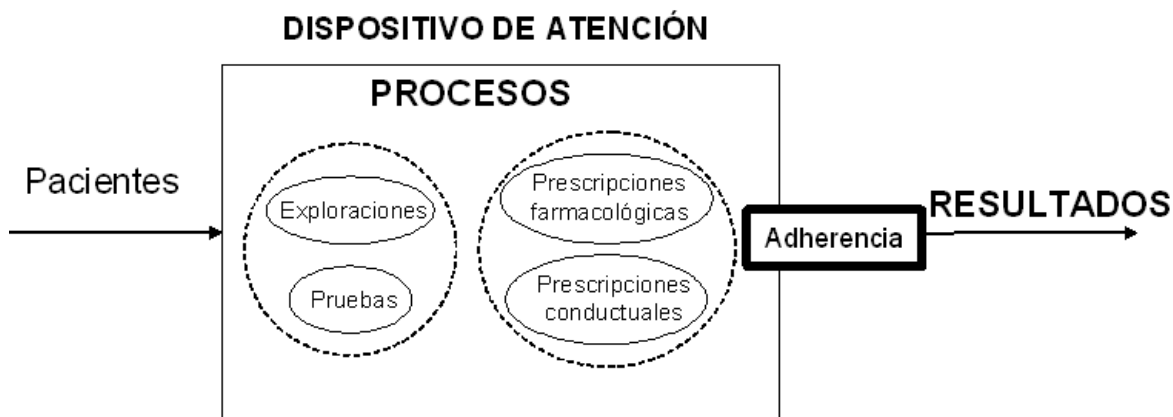 DISPOSITIVO DE ATENCIÓN
PROCESOS
Pacientes
Exploraciones
Pruebas
Prescripciones
farmacológicas
Prescripciones
conductuales
Adherencia
RESULTADOS